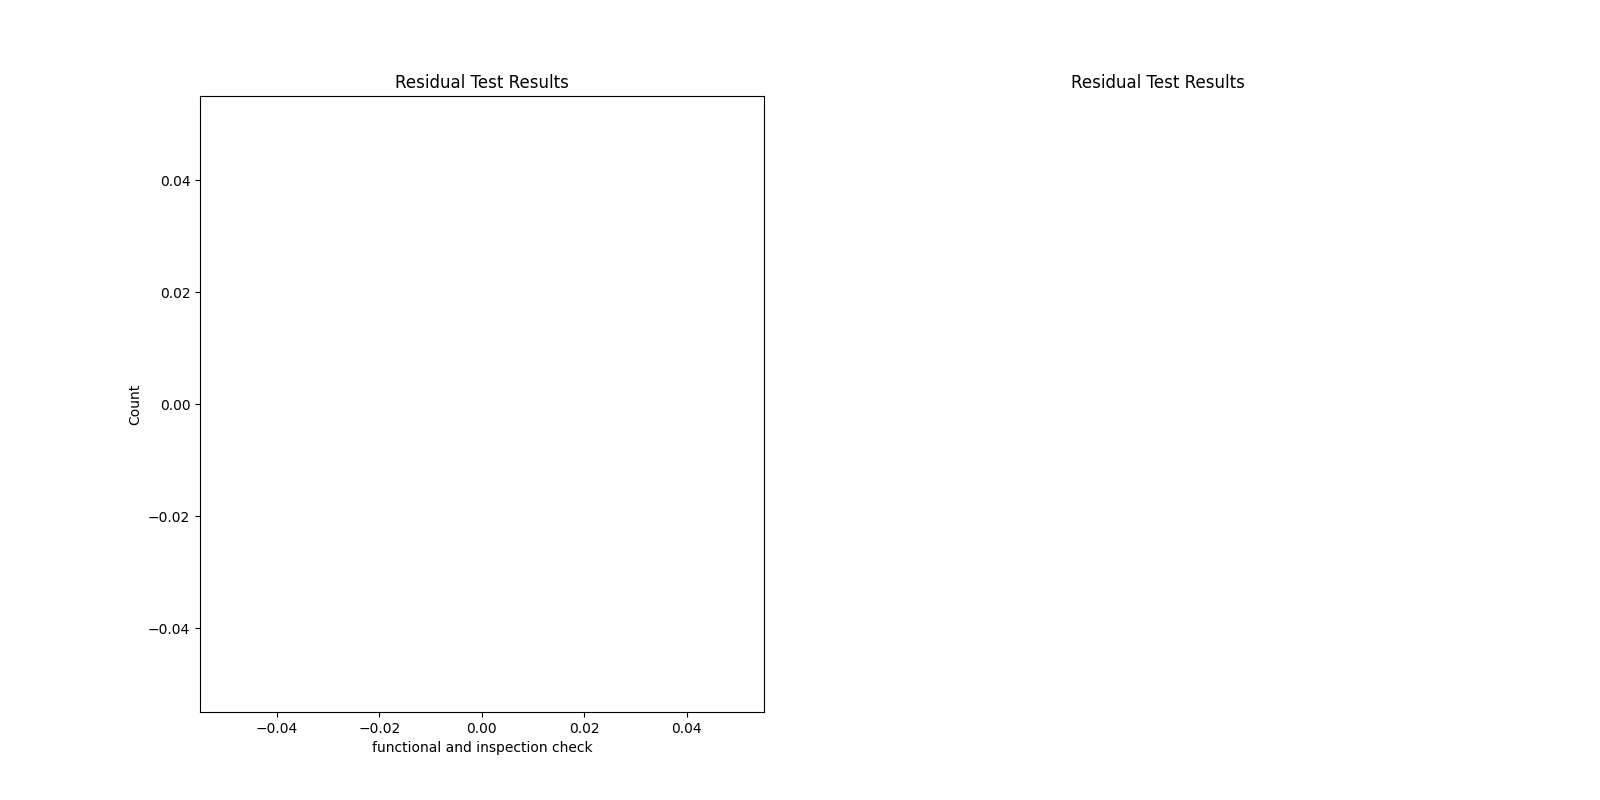 Residual Test Results
Residual Test Results
0.04
0.02
0.00
−0.02
−0.04
Count
−0.04 −0.02 0.00 0.02 0.04
functional and inspection check